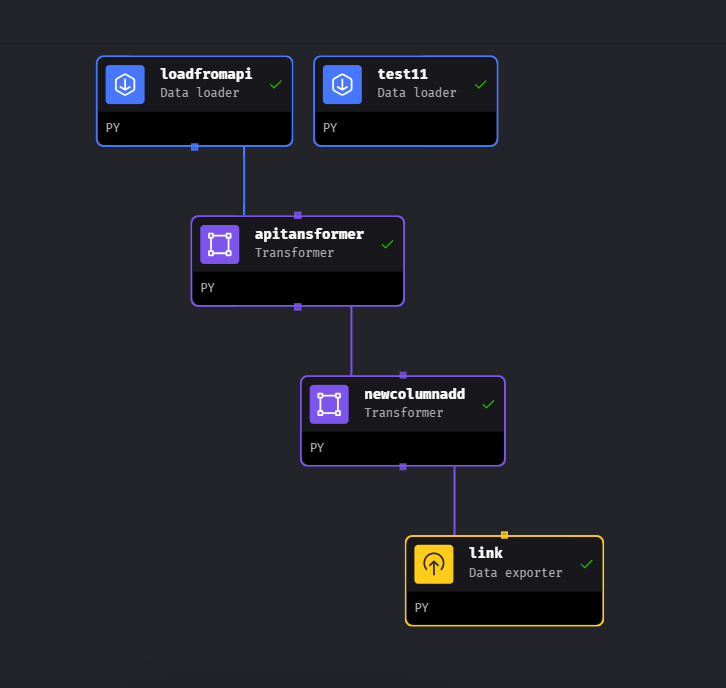 loadfromapi
Data loader
PY
test11
Data loader
PY
apitansformer
Transformer
PY
newcolumnadd
Transformer
PY
link
Data exporter
PY